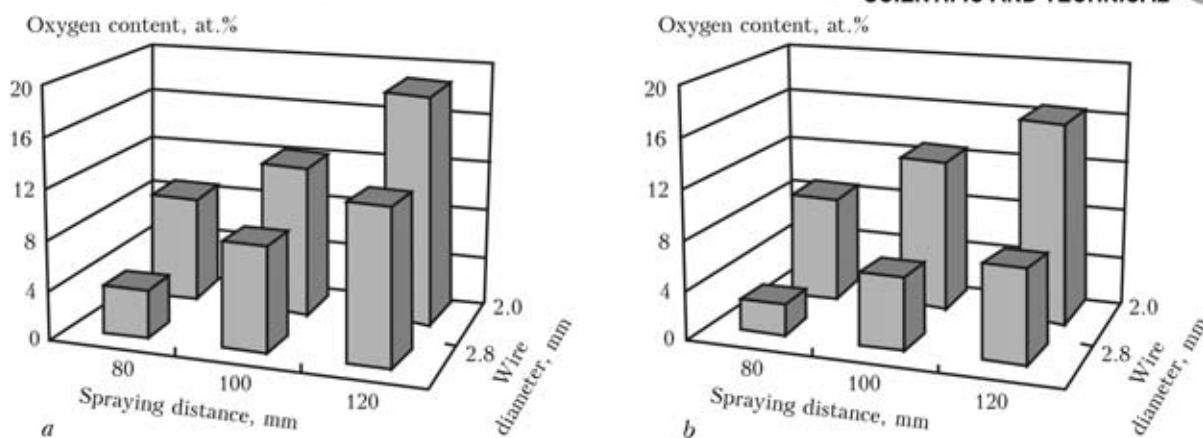 SCIENTIFIC AND TECHNICAL
Oxygen content, at.%
20
16
12
8
4
0
80
100
120
Spraying distance, mm
2.0
2.8
Wire
diameter, mm
a
Oxygen content, at.%
20
16
12
8
4
0
80
100
120
Spraying distance, mm
2.0
2.8
Wire
diameter, mm
b